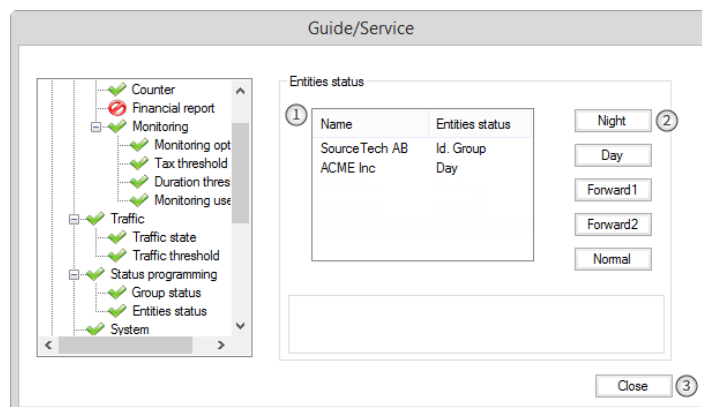 Guide/Service
Counter
Financial report
Monitoring
Monitoring opt
Tax threshold
Duration thres
Monitoring use
Traffic
Traffic state
Traffic threshold
Status programming
Group status
Entities status
System
Entities status
1
Name Entities status
SourceTech AB Id. Group
ACME Inc Day
Night 2
Day
Forward1
Forward2
Normal
Close 3